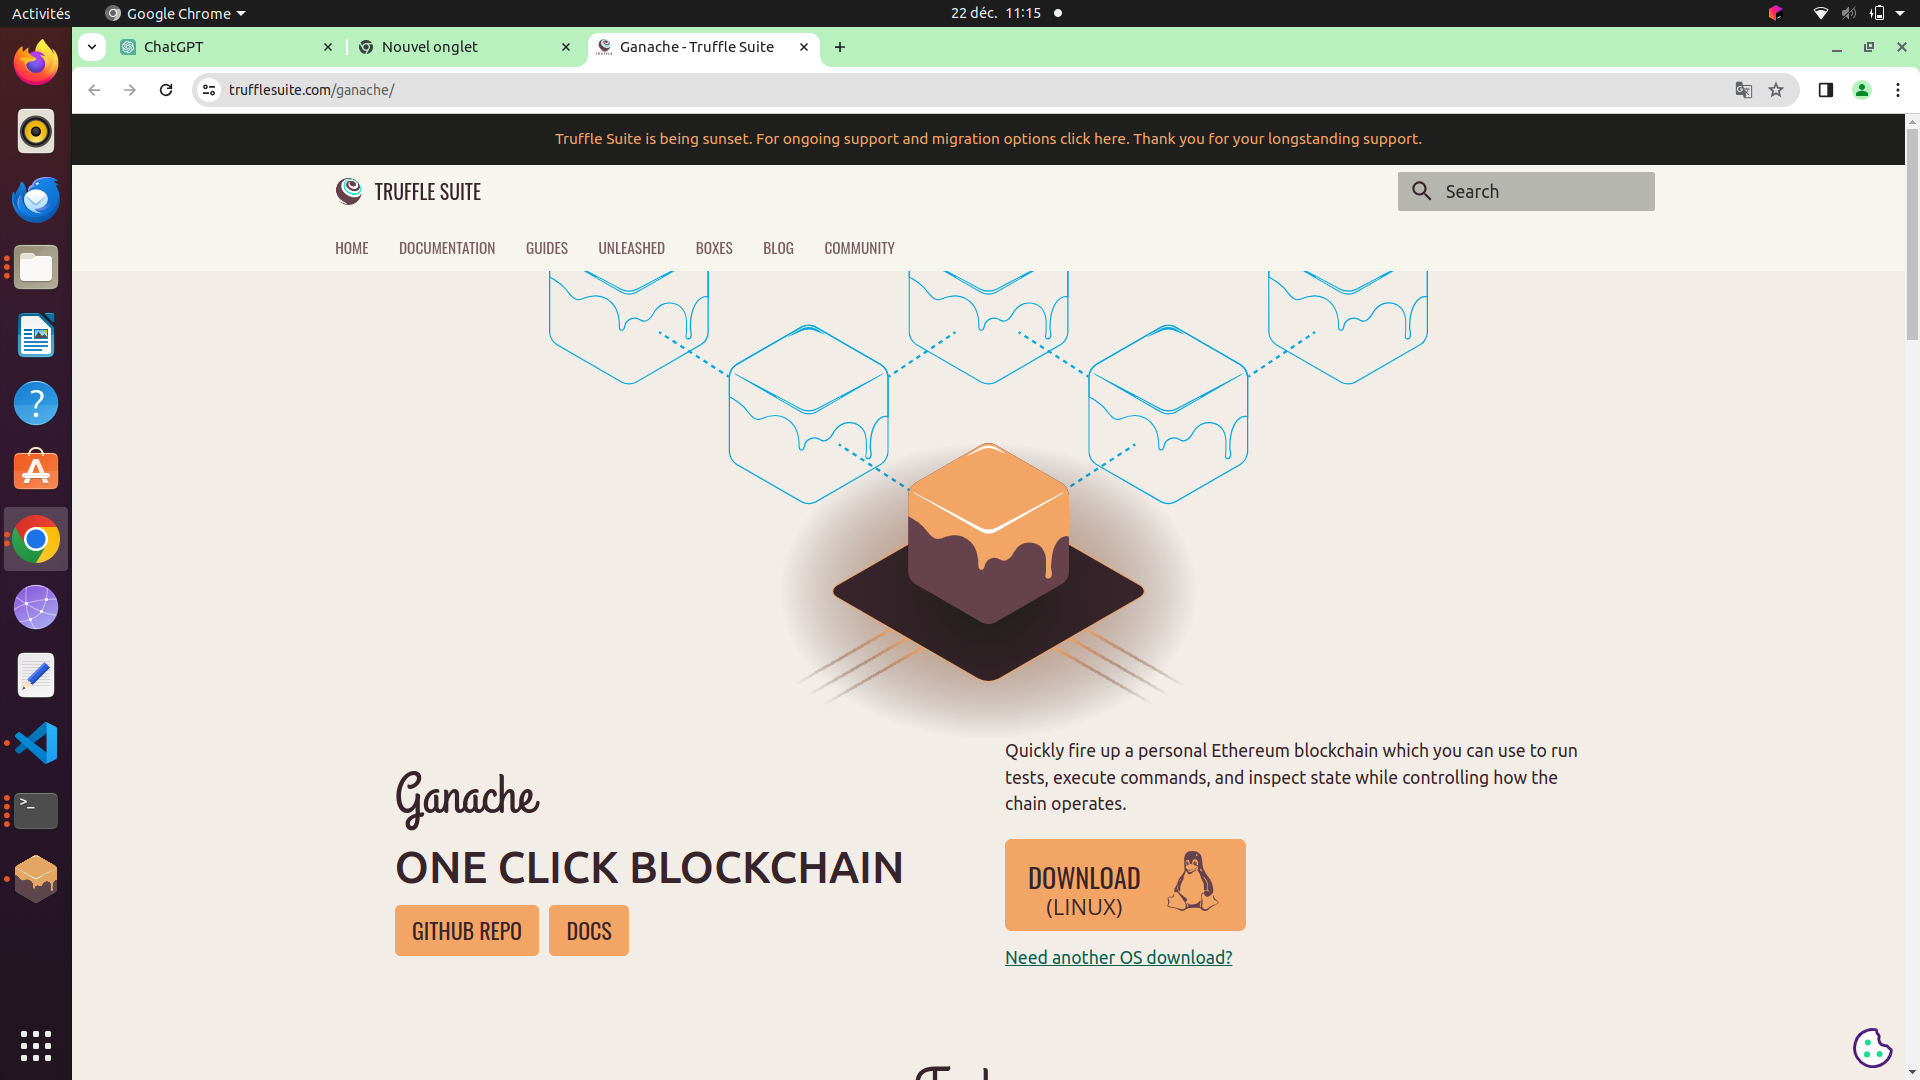 Activités
Google Chrome
22 déc. 11:15
ChatGPT
Nouvel onglet
Ganache - Truffle Suite
trufflesuite.com/ganache/
Truffle Suite is being sunset. For ongoing support and migration options click here. Thank you for your longstanding support.
TRUFFLE SUITE
Search
HOME
DOCUMENTATION
GUIDES
UNLEASHED
BOXES
BLOG
COMMUNITY
Ganache
ONE CLICK BLOCKCHAIN
GITHUB REPO
DOCS
Quickly fire up a personal Ethereum blockchain which you can use to run
tests, execute commands, and inspect state while controlling how the
chain operates.
DOWNLOAD
(LINUX)
Need another OS download?